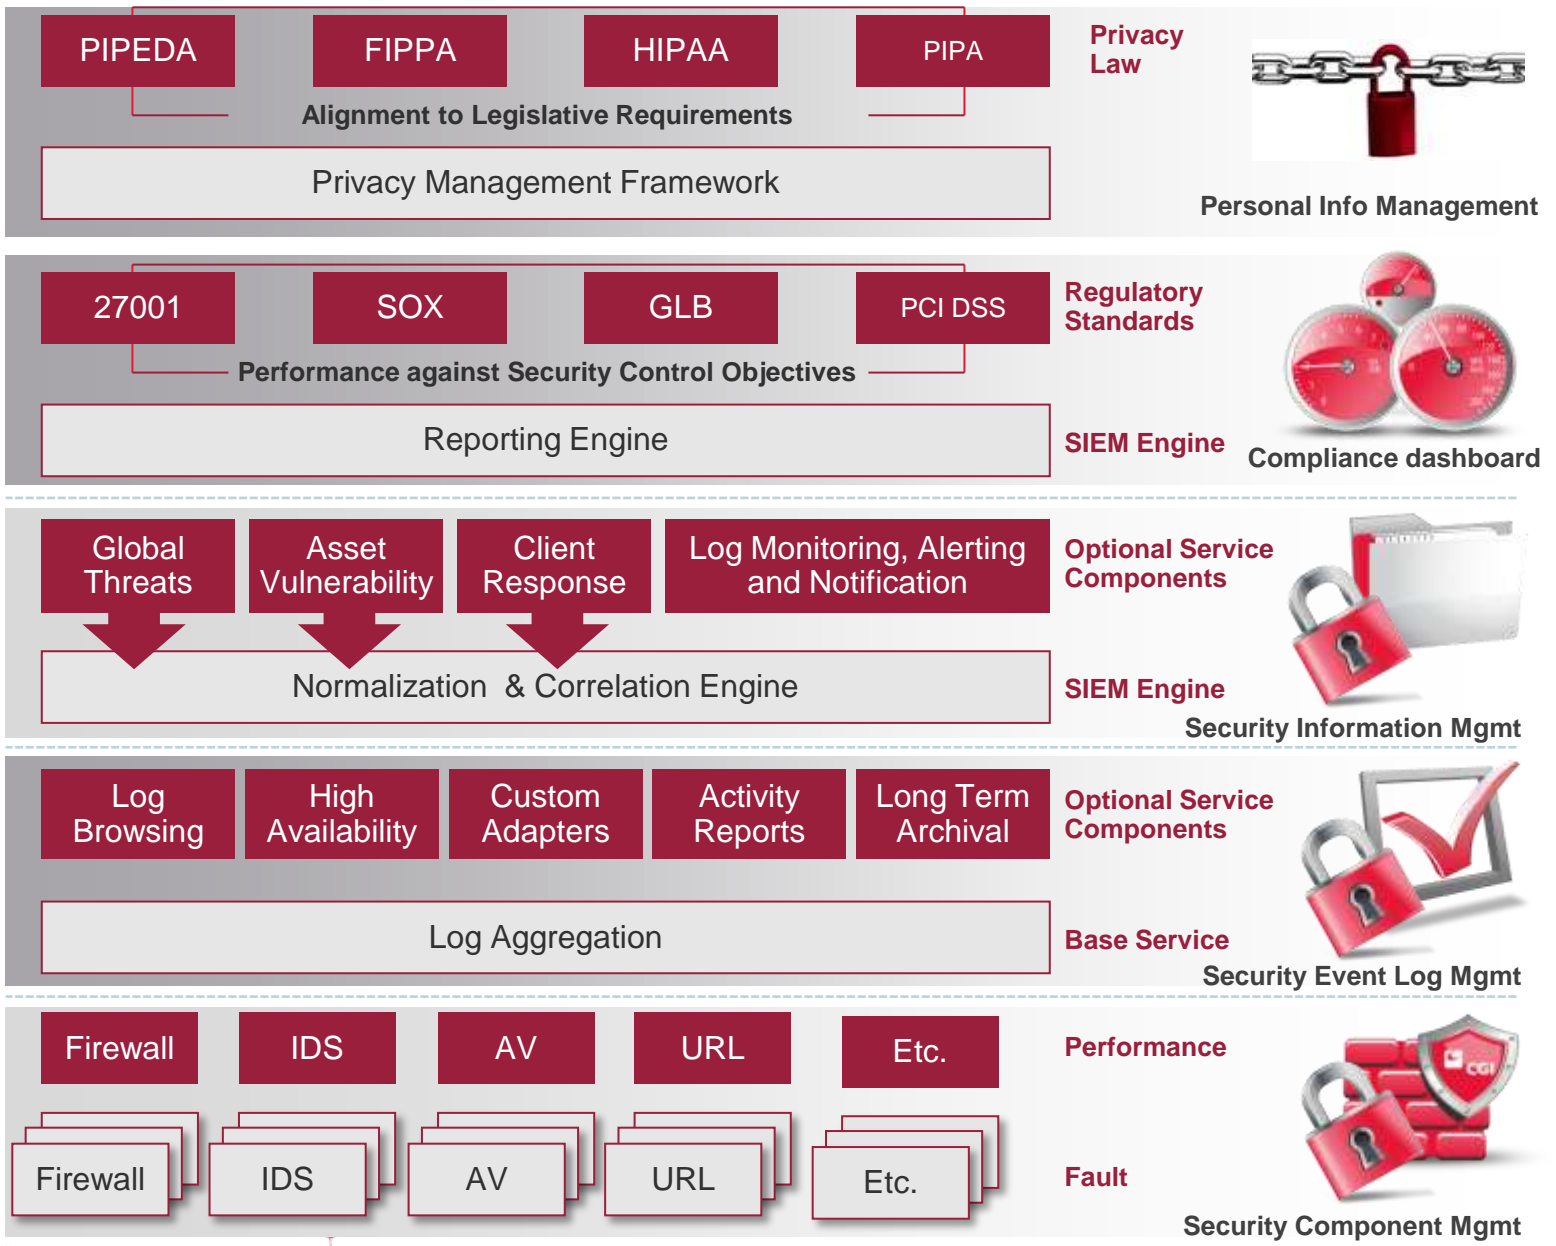 PIPEDA
FIPPA
HIPAA
PIPA
Privacy
Law
Alignment to Legislative Requirements
Privacy Management Framework
Personal Info Management
27001
SOX
GLB
PCI DSS
Regulatory
Standards
Performance against Security Control Objectives
Reporting Engine
SIEM Engine
Compliance dashboard
Global
Threats
Asset
Vulnerability
Client
Response
Log Monitoring, Alerting
and Notification
Optional Service
Components
Normalization & Correlation Engine
SIEM Engine
Security Information Mgmt
Log
Browsing
High
Availability
Custom
Adapters
Activity
Reports
Long Term
Archival
Optional Service
Components
Log Aggregation
Base Service
Security Event Log Mgmt
Firewall
IDS
AV
URL
Etc.
Performance
CGI
Firewall
IDS
AV
URL
Etc.
Fault
Security Component Mgmt